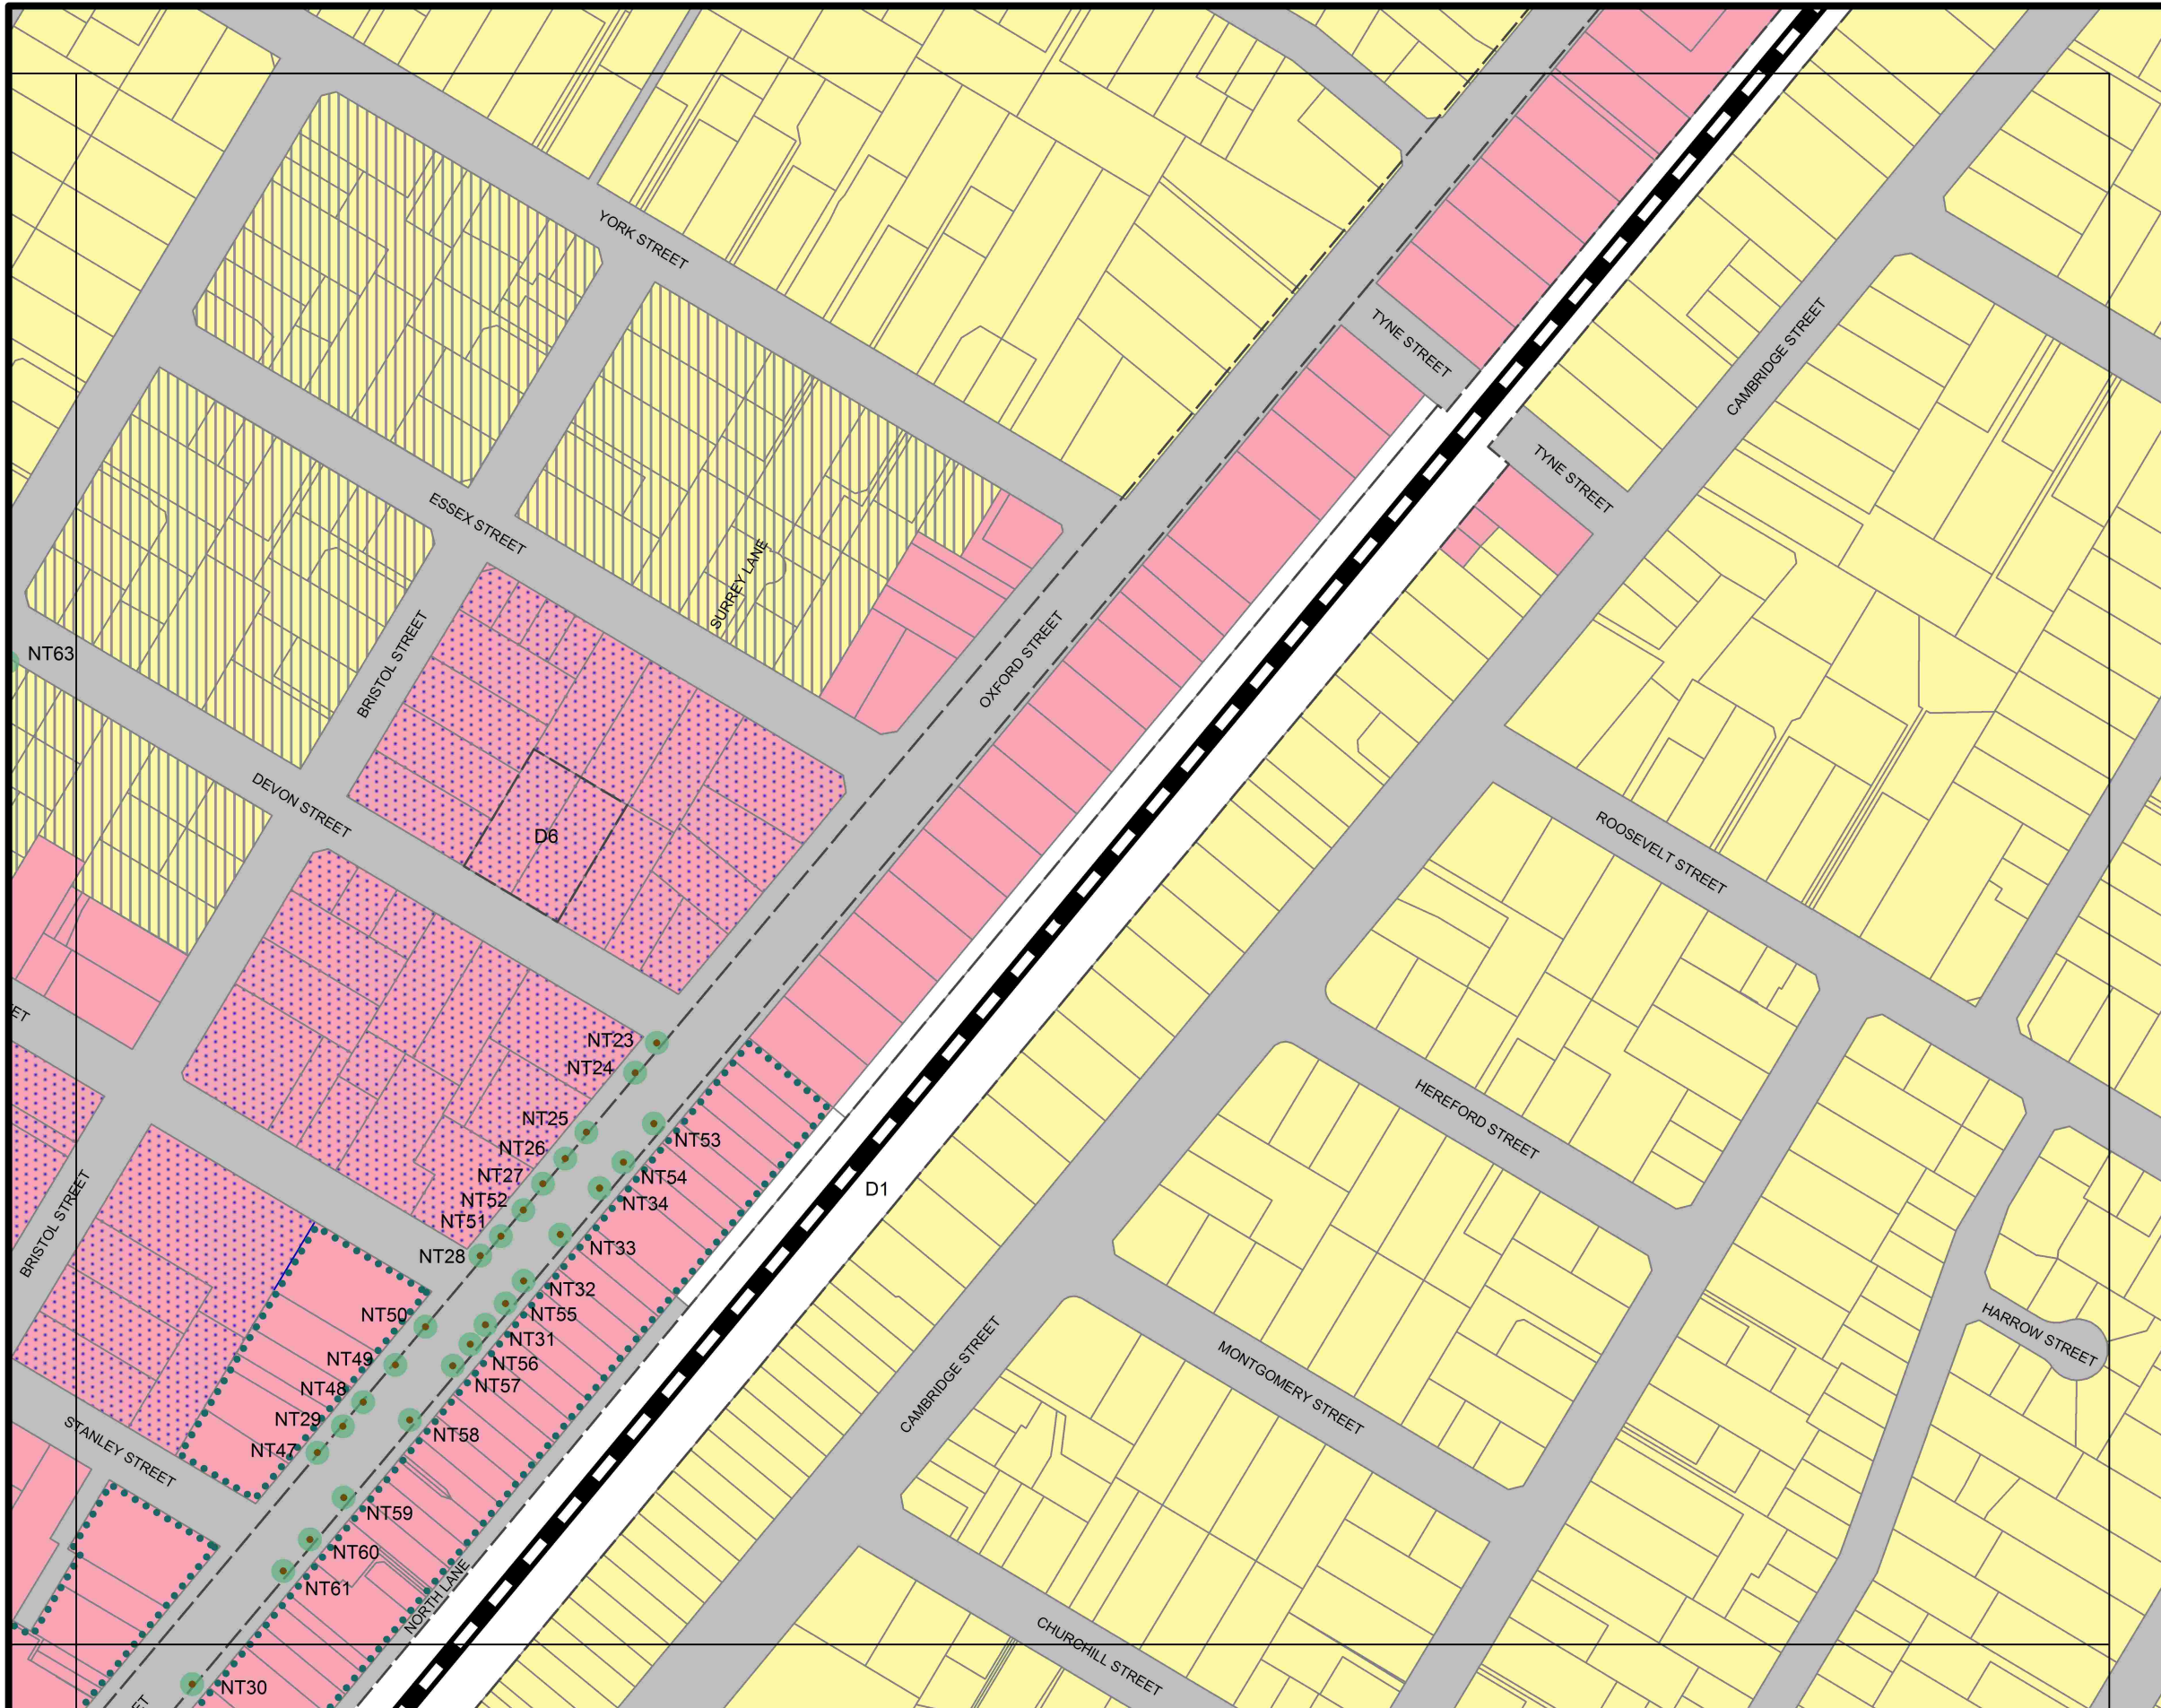 YORK STREET
TYNE STREET
CAMBRIDGE STREET
TYNE STREET
ESSEX STREET
SURREY LANE
OXFORD STREET
BRISTOL STREET
NT63
DEVON STREET
D6
ROOSEVELT STREET
ET
NT23
NT24
NT25
NT53
NT26
NT27
NT54
NT52
NT34
NT51
NT28
NT33
D1
HEREFORD STREET
BRISTOL STREET
NT32
NT50
NT55
NT31
NT49
NT56
NT48
NT57
NT29
NT58
NT47
CAMBRIDGE STREET
MONTGOMERY STREET
HARROW STREET
STANLEY STREET
NT59
NT60
NT61
NORTH LANE
CHURCHILL STREET
NT30
ET